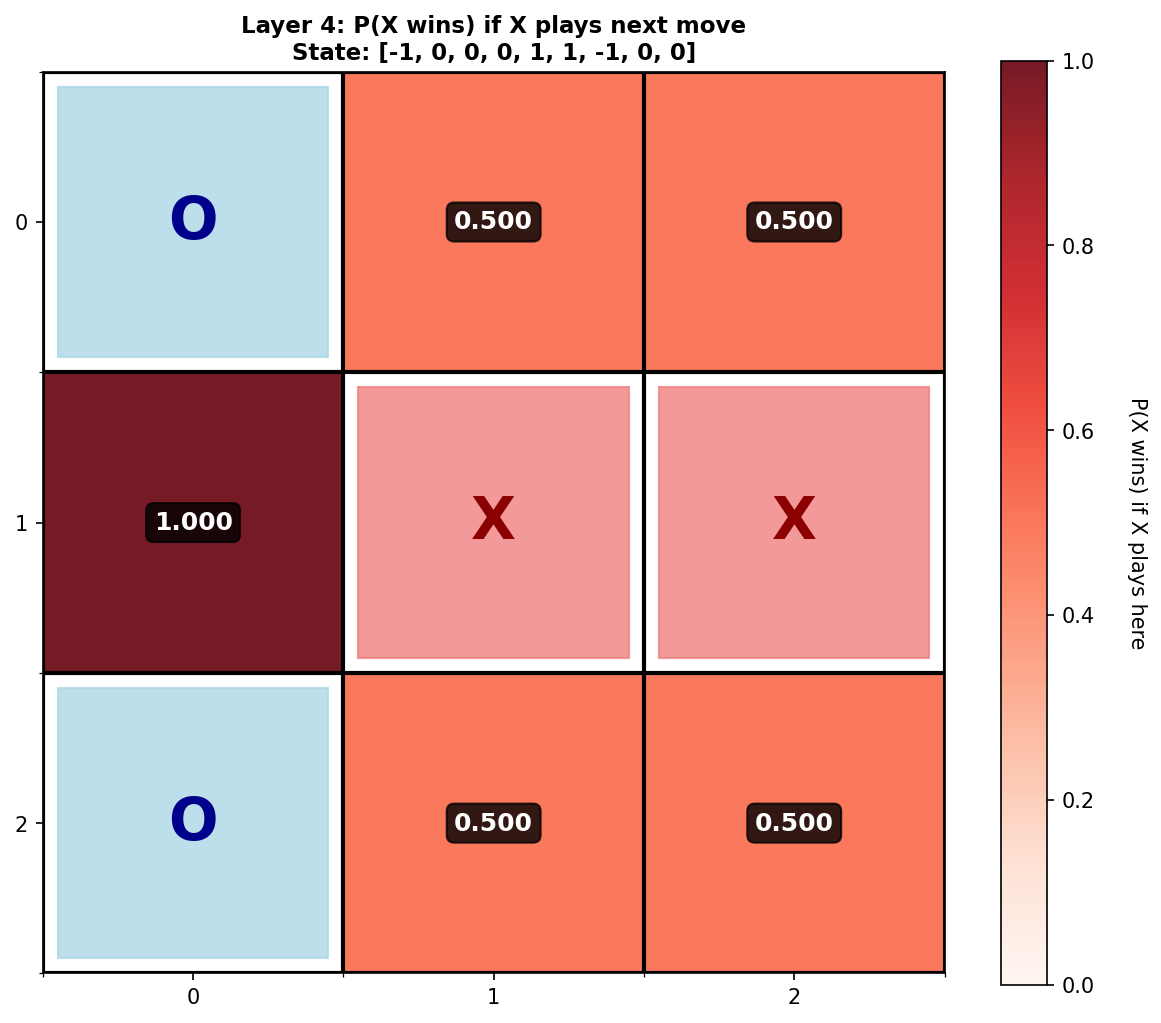 Layer 4: P(X wins) if X plays next move
State: [-1, 0, 0, 0, 1, 1, -1, 0, 0]
0
O
0.500
0.500
1
1.000
X
X
2
O
0.500
0.500
0
1
2
1.0
0.8
0.6
0.4
0.2
0.0
P(X wins) if X plays here